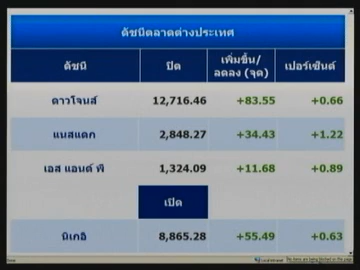 ดัชนีตลาดต่างประเทศ
ดัชนี ปิด เพิ่มขึ้น/ลดลง (จุด) เปอร์เซ็นต์
ดาวโจนส์ 12,716.46 +83.55 +0.66
แนสแดก 2,848.27 +34.43 +1.22
เอส แอนด์ พี 1,324.09 +11.68 +0.89
เปิด
นิเกอิ 8,865.28 +55.49 +0.63